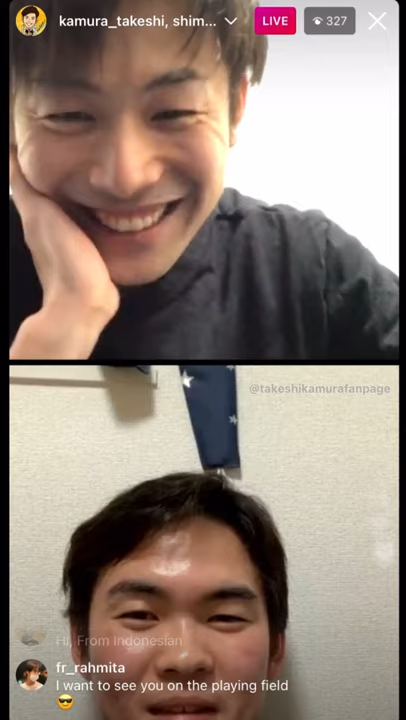 kamura_takeshi, shim...
LIVE
327
@takeshikamurafanpage
Hi, From Indonesian
fr_rahmita
I want to see you on the playing field
😎